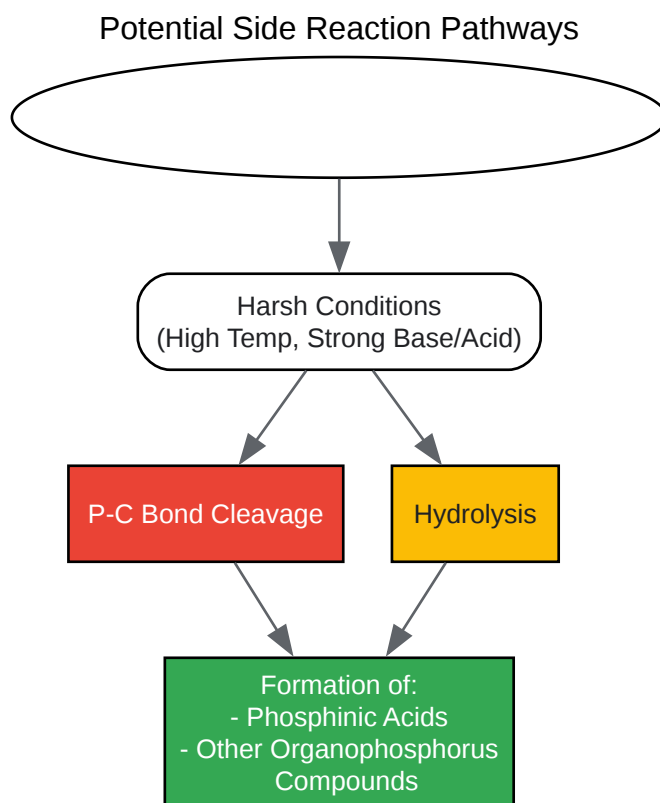 Potential Side Reaction Pathways
Harsh Conditions
(High Temp, Strong Base/Acid)
P-C Bond Cleavage
Hydrolysis
Formation of:
- Phosphinic Acids
- Other Organophosphorus
Compounds